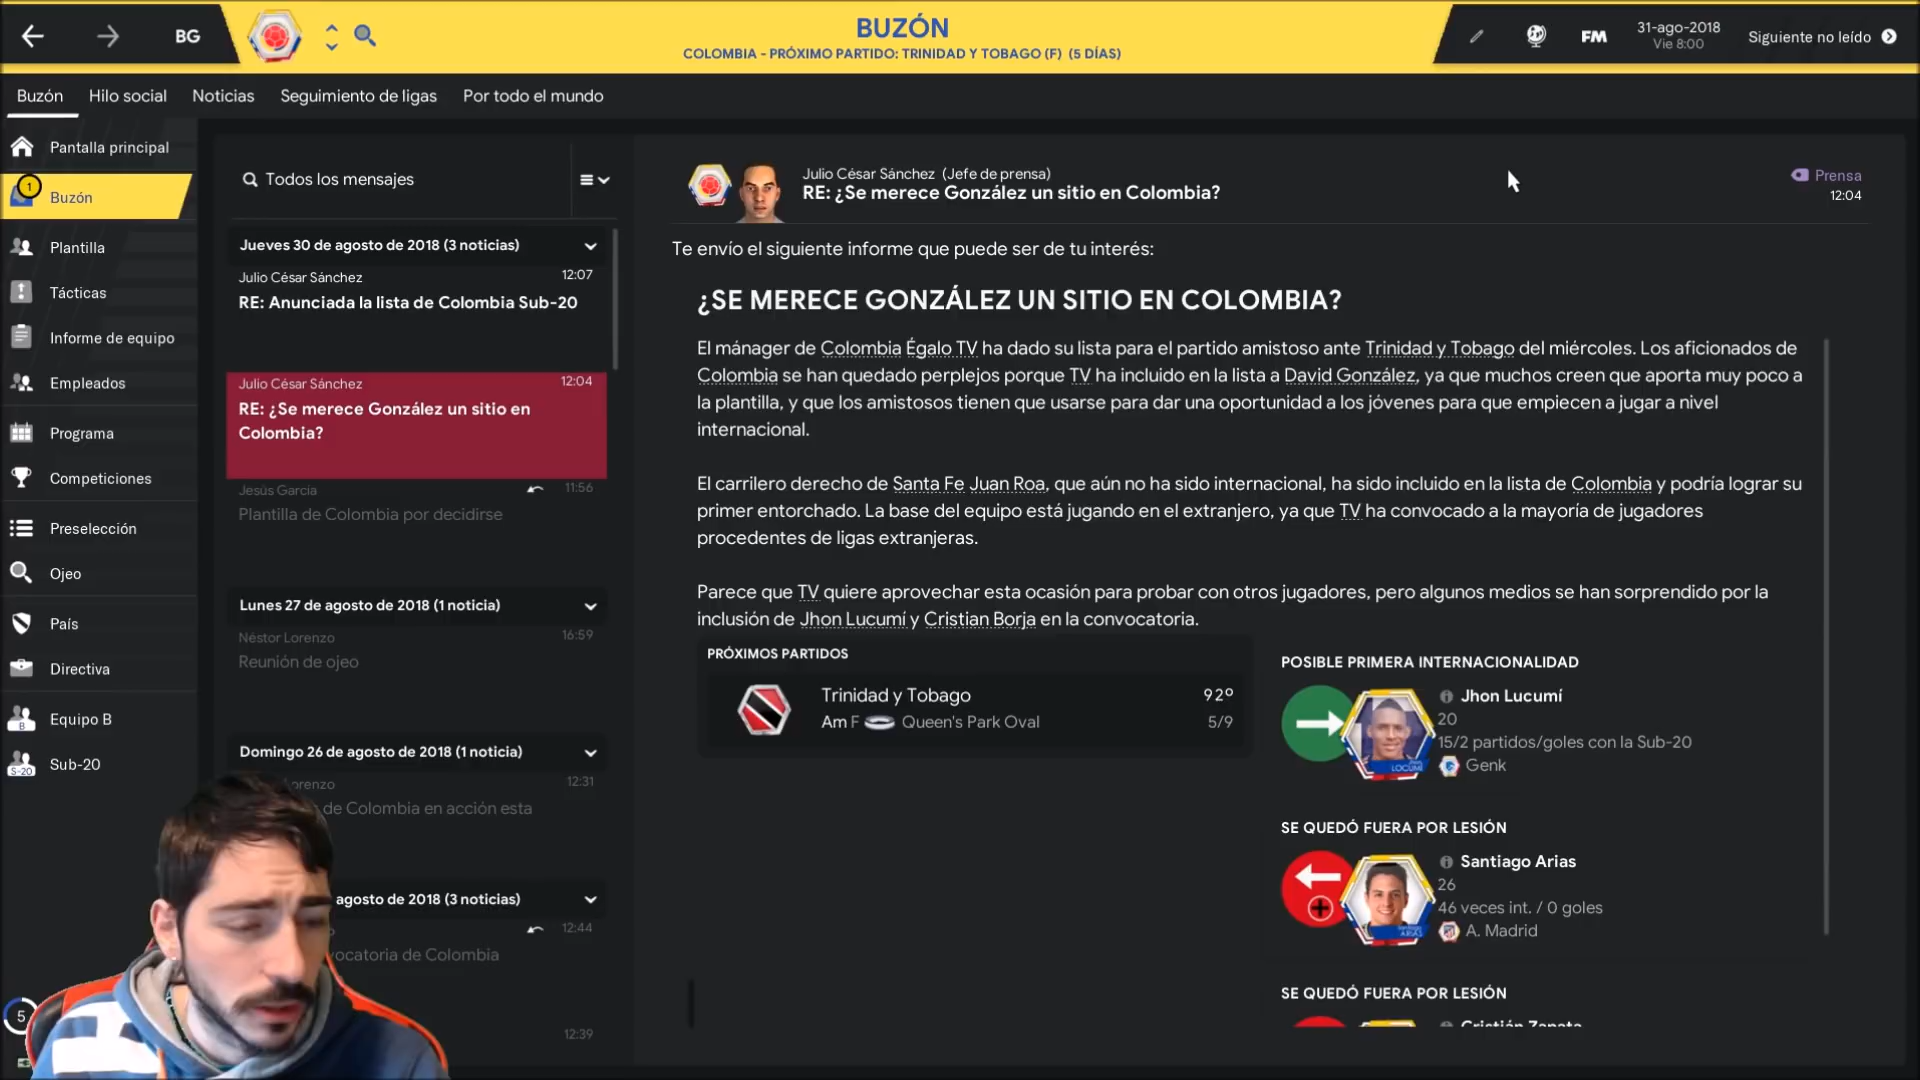 BG
BUZÓN
COLOMBIA - PRÓXIMO PARTIDO: TRINIDAD Y TOBAGO (F) (5 DÍAS)
FM
31-ago-2018
Vie 8:00
Siguiente no leído
Buzón
Hilo social
Noticias
Seguimiento de ligas
Por todo el mundo
Pantalla principal
1
Buzón
Plantilla
Tácticas
Informe de equipo
Empleados
Programa
Competiciones
Preselección
Ojeo
País
Directiva
B
Equipo B
S-20
Sub-20
5
Todos los mensajes
Jueves 30 de agosto de 2018 (3 noticias)
Julio César Sánchez
12:07
RE: Anunciada la lista de Colombia Sub-20
Julio César Sánchez
12:04
RE: ¿Se merece González un sitio en
Colombia?
Jesús García
11:56
Plantilla de Colombia por decidirse
Lunes 27 de agosto de 2018 (1 noticia)
Néstor Lorenzo
16:59
Reunión de ojeo
Domingo 26 de agosto de 2018 (1 noticia)
orenzo
12:31
de Colombia en acción esta
agosto de 2018 (3 noticias)
12:44
vocatoria de Colombia
12:39
Julio César Sánchez (Jefe de prensa)
RE: ¿Se merece González un sitio en Colombia?
Prensa
12:04
Te envío el siguiente informe que puede ser de tu interés:
¿SE MERECE GONZÁLEZ UN SITIO EN COLOMBIA?
El mánager de Colombia Égalo TV ha dado su lista para el partido amistoso ante Trinidad y Tobago del miércoles. Los aficionados de
Colombia se han quedado perplejos porque TV ha incluido en la lista a David González, ya que muchos creen que aporta muy poco a
la plantilla, y que los amistosos tienen que usarse para dar una oportunidad a los jóvenes para que empiecen a jugar a nivel
internacional.
El carrilero derecho de Santa Fe Juan Roa, que aún no ha sido internacional, ha sido incluido en la lista de Colombia y podría lograr su
primer entorchado. La base del equipo está jugando en el extranjero, ya que TV ha convocado a la mayoría de jugadores
procedentes de ligas extranjeras.
Parece que TV quiere aprovechar esta ocasión para probar con otros jugadores, pero algunos medios se han sorprendido por la
inclusión de Jhon Lucumí y Cristian Borja en la convocatoria.
PRÓXIMOS PARTIDOS
Trinidad y Tobago
92º
Am F Queen's Park Oval
5/9
POSIBLE PRIMERA INTERNACIONALIDAD
Jhon Lucumí
20
15/2 partidos/goles con la Sub-20
Genk
LUCUMÍ
SE QUEDÓ FUERA POR LESIÓN
Santiago Arias
26
46 veces int. / 0 goles
A. Madrid
ARIAS
SE QUEDÓ FUERA POR LESIÓN
Cristián Zapata